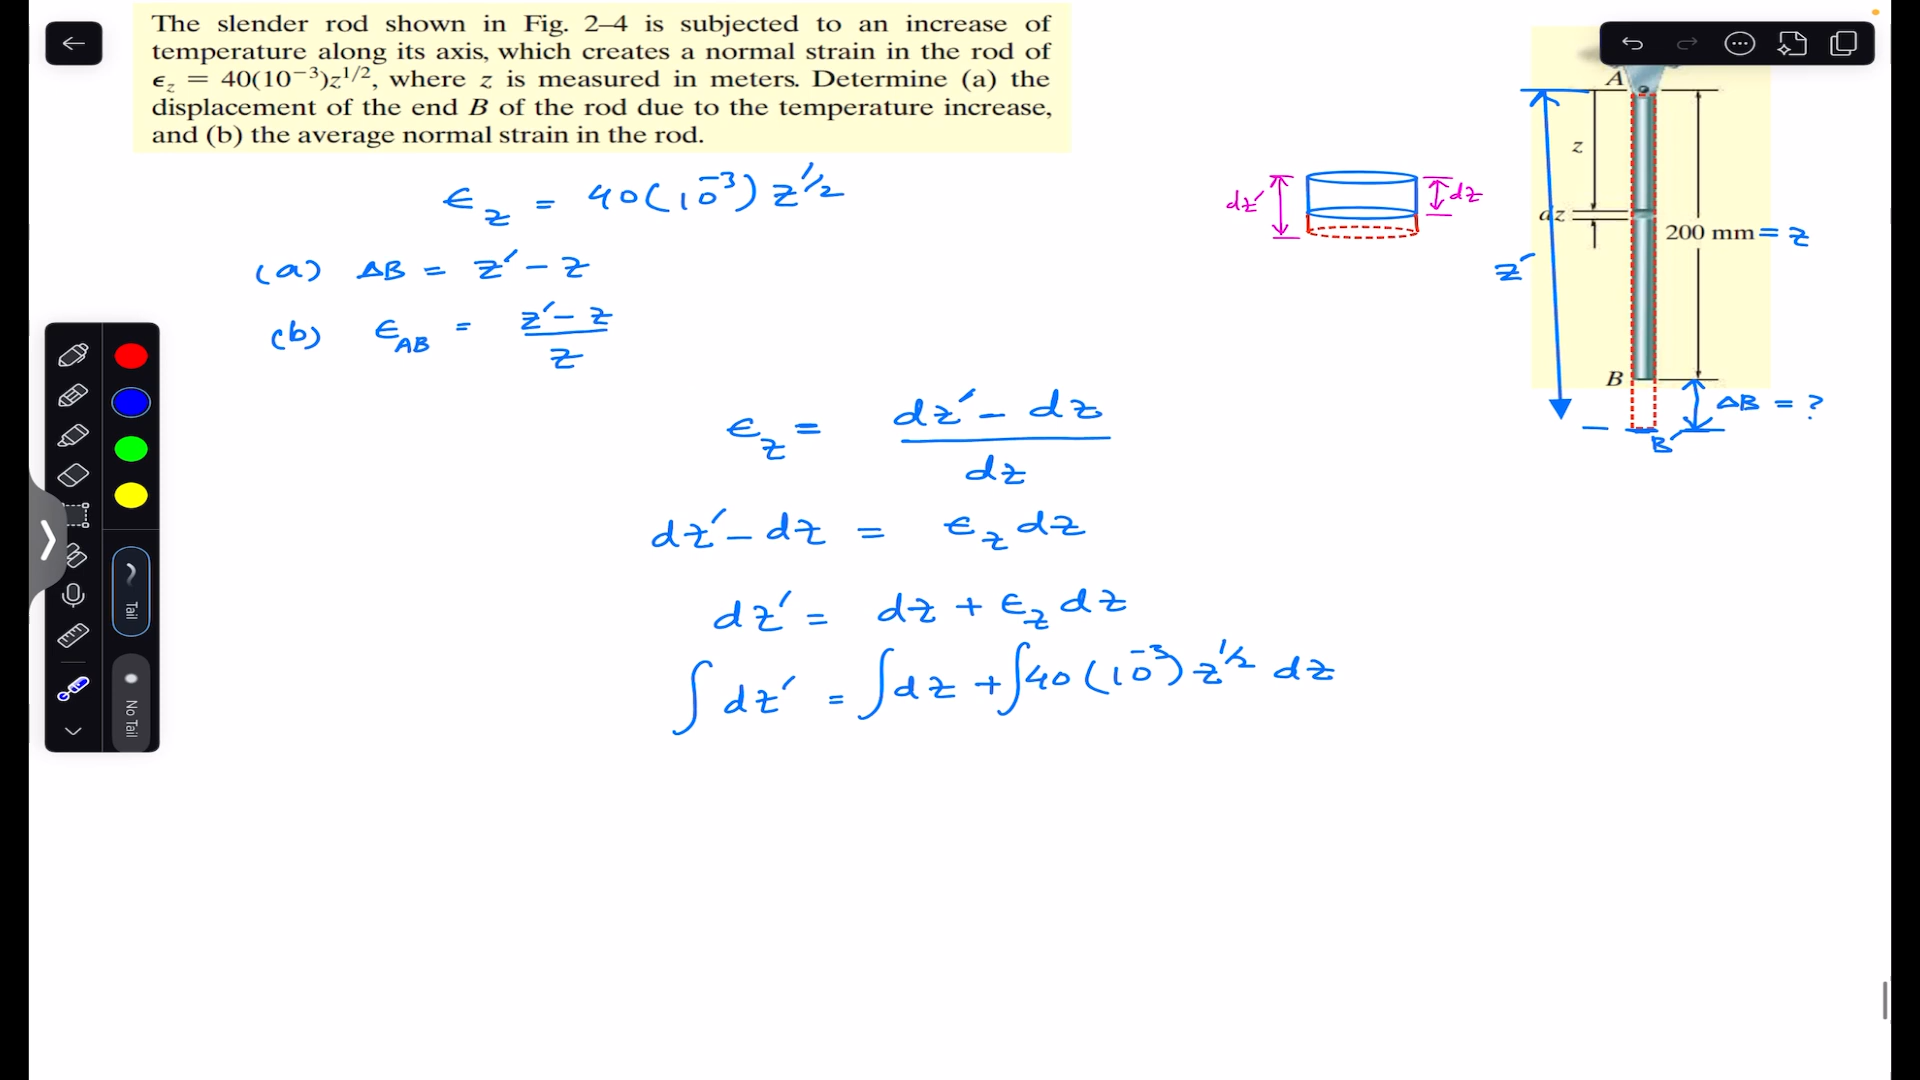 The slender rod shown in Fig. 2–4 is subjected to an increase of
temperature along its axis, which creates a normal strain in the rod of
ϵz = 40(10⁻³)z^1/2, where z is measured in meters. Determine (a) the
displacement of the end B of the rod due to the temperature increase,
and (b) the average normal strain in the rod.
ϵz = 40(10⁻³) z^1/2
(a) ΔB = z′ − z
(b) ϵAB = (z′ − z)/z
ϵz = (dz′ − dz)/dz
dz′ − dz = ϵz dz
dz′ = dz + ϵz dz
∫ dz′ = ∫ dz + ∫ 40(10⁻³) z^1/2 dz
dz′
dz
A
z
dz
200 mm = z
z′
B
ΔB = ?
B′
Tail
No Tail